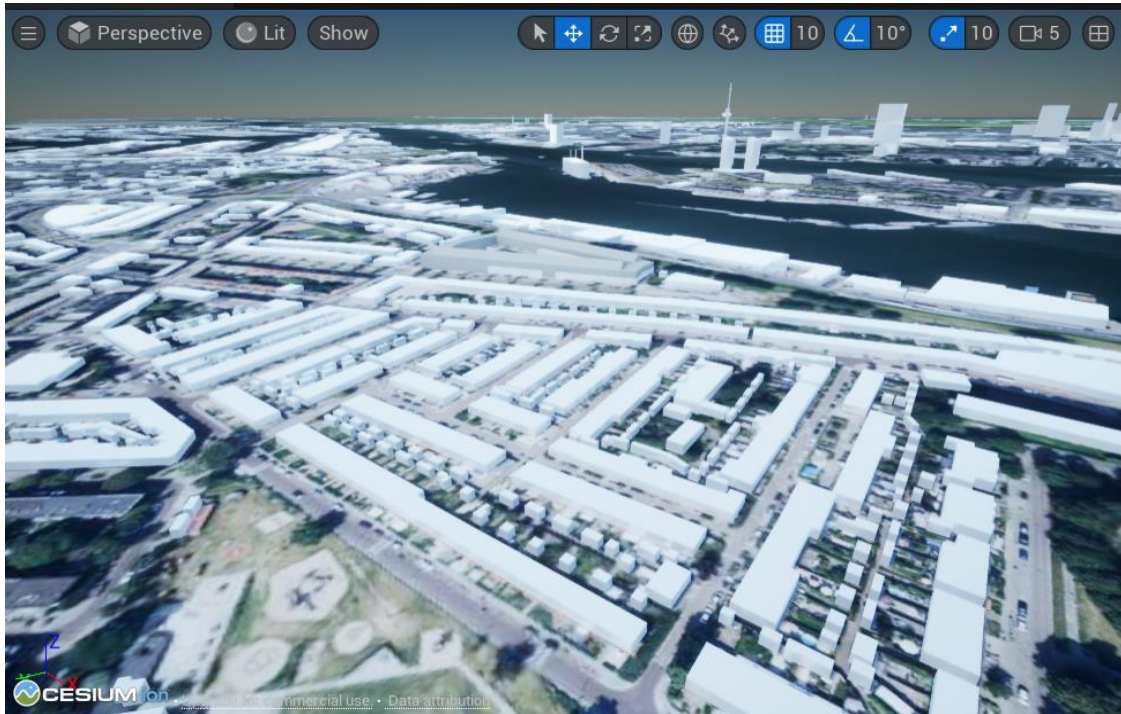 Perspective Lit Show 10 10° 10 5
Z
X
CESIUM ion commercial use. • Data attribution